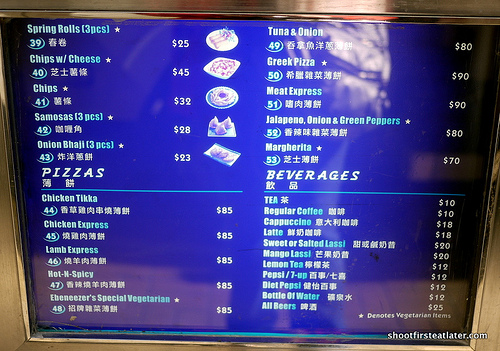 Spring Rolls (3pcs) ★
39 春卷 $25
Chips w/ Cheese ★
40 芝士薯條 $45
Chips ★
41 薯條 $32
Samosas (3 pcs) ★
42 咖喱角 $28
Onion Bhaji (3 pcs) ★
43 炸洋蔥餅 $23
PIZZAS
薄 餅
Chicken Tikka
44 香草雞肉串燒薄餅 $85
Chicken Express
45 燒雞肉薄餅 $85
Lamb Express
46 燒羊肉薄餅 $85
Hot-N-Spicy
47 香辣燒羊肉薄餅 $85
Ebeneezer's Special Vegetarian ★
48 招牌雜菜薄餅 $85
Tuna & Onion
49 吞拿魚洋蔥薄餅 $80
Greek Pizza ★
50 希臘雜菜薄餅 $90
Meat Express
51 嗜肉薄餅 $90
Jalapeno, Onion & Green Peppers ★
52 香辣味雜菜薄餅 $80
Margherita ★
53 芝士薄餅 $70
BEVERAGES
飲 品
TEA 茶 $10
Regular Coffee 咖啡 $10
Cappuccino 意大利咖啡 $18
Latte 鮮奶咖啡 $18
Sweet or Salted Lassi 甜或鹹奶昔 $20
Mango Lassi 芒果奶昔 $20
Lemon Tea 檸檬茶 $12
Pepsi / 7-up 百事/七喜 $12
Diet Pepsi 健怡百事 $12
Bottle Of Water 礦泉水 $12
All Beers 啤酒 $25
★ Denotes Vegetarian Items
shootfirsteatlater.com